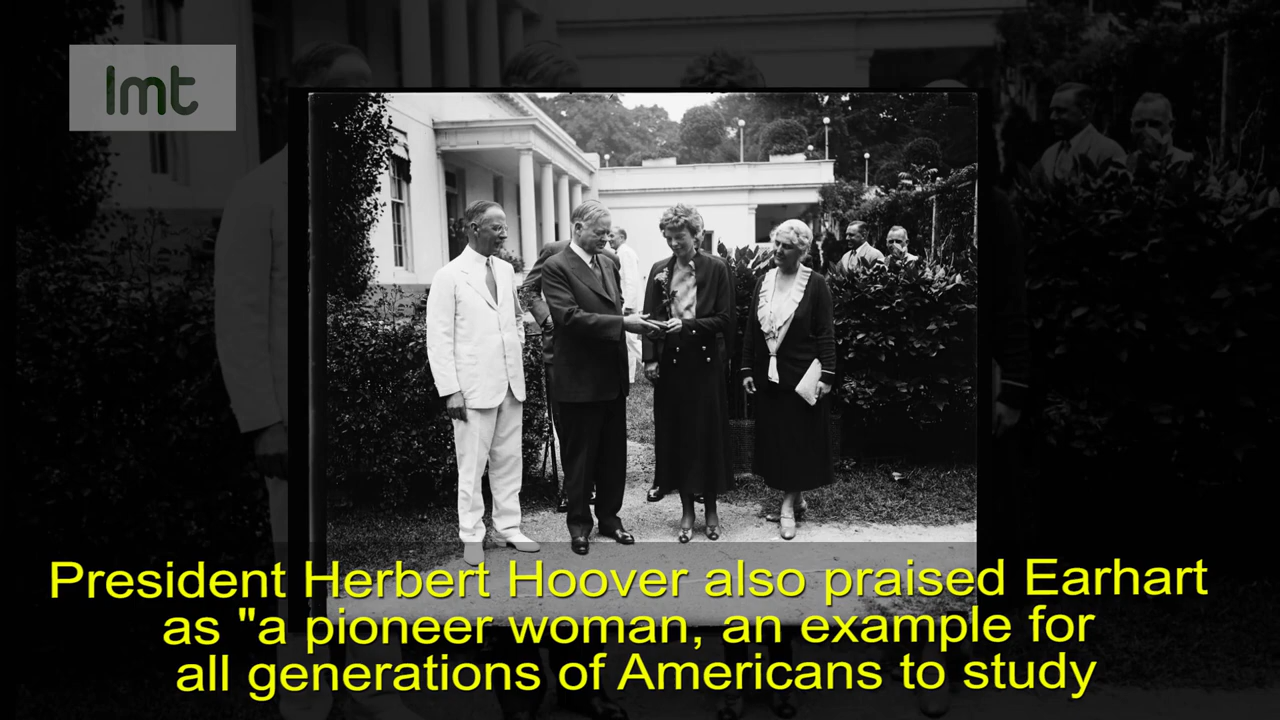 lmt
President Herbert Hoover also praised Earhart
as "a pioneer woman, an example for
all generations of Americans to study